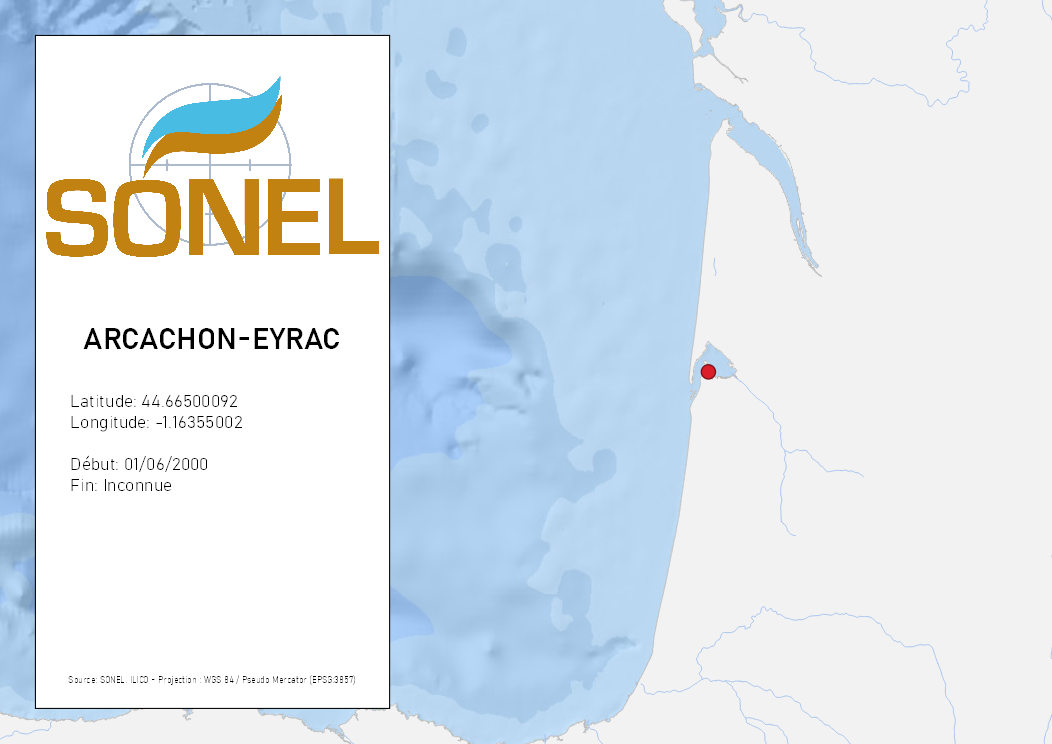 SONEL
ARCACHON-EYRAC
Latitude: 44.66500092
Longitude: -1.16355002
Début: 01/06/2000
Fin: Inconnue
Source: SONEL, ILICO - Projection : WGS 84 / Pseudo Mercator (EPSG:3857)